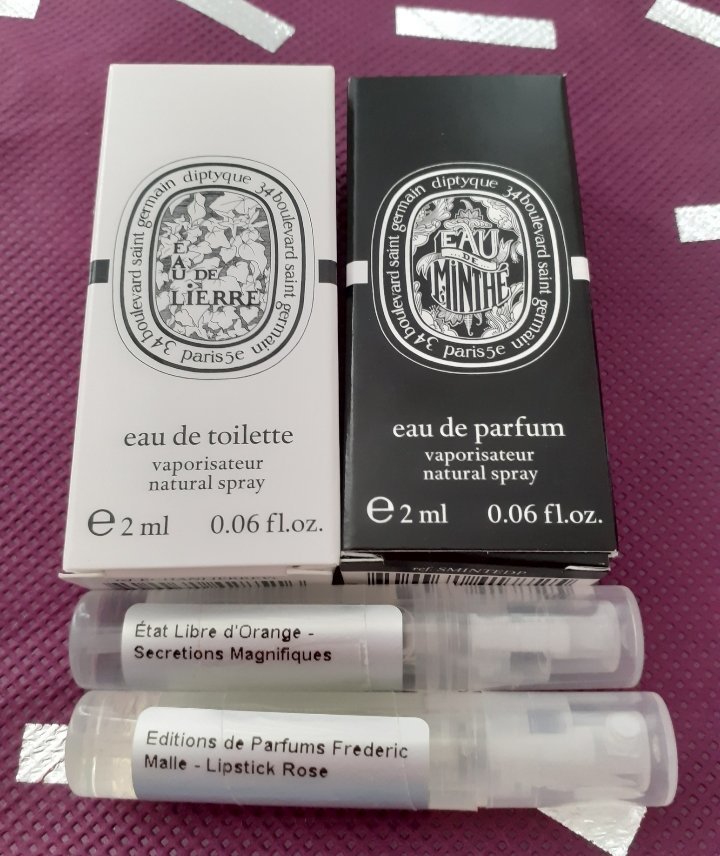 diptyque 34 boulevard saint germain paris 5e 34 boulevard saint germain
EAU DE
LIERRE
eau de toilette
vaporisateur
natural spray
e 2 ml 0.06 fl.oz.
diptyque 34 boulevard saint germain paris 5e 34 boulevard saint germain
EAU
DE
MINTHÉ
eau de parfum
vaporisateur
natural spray
e 2 ml 0.06 fl.oz.
ref. SMINTEDP
État Libre d'Orange -
Secretions Magnifiques
Editions de Parfums Frederic
Malle - Lipstick Rose